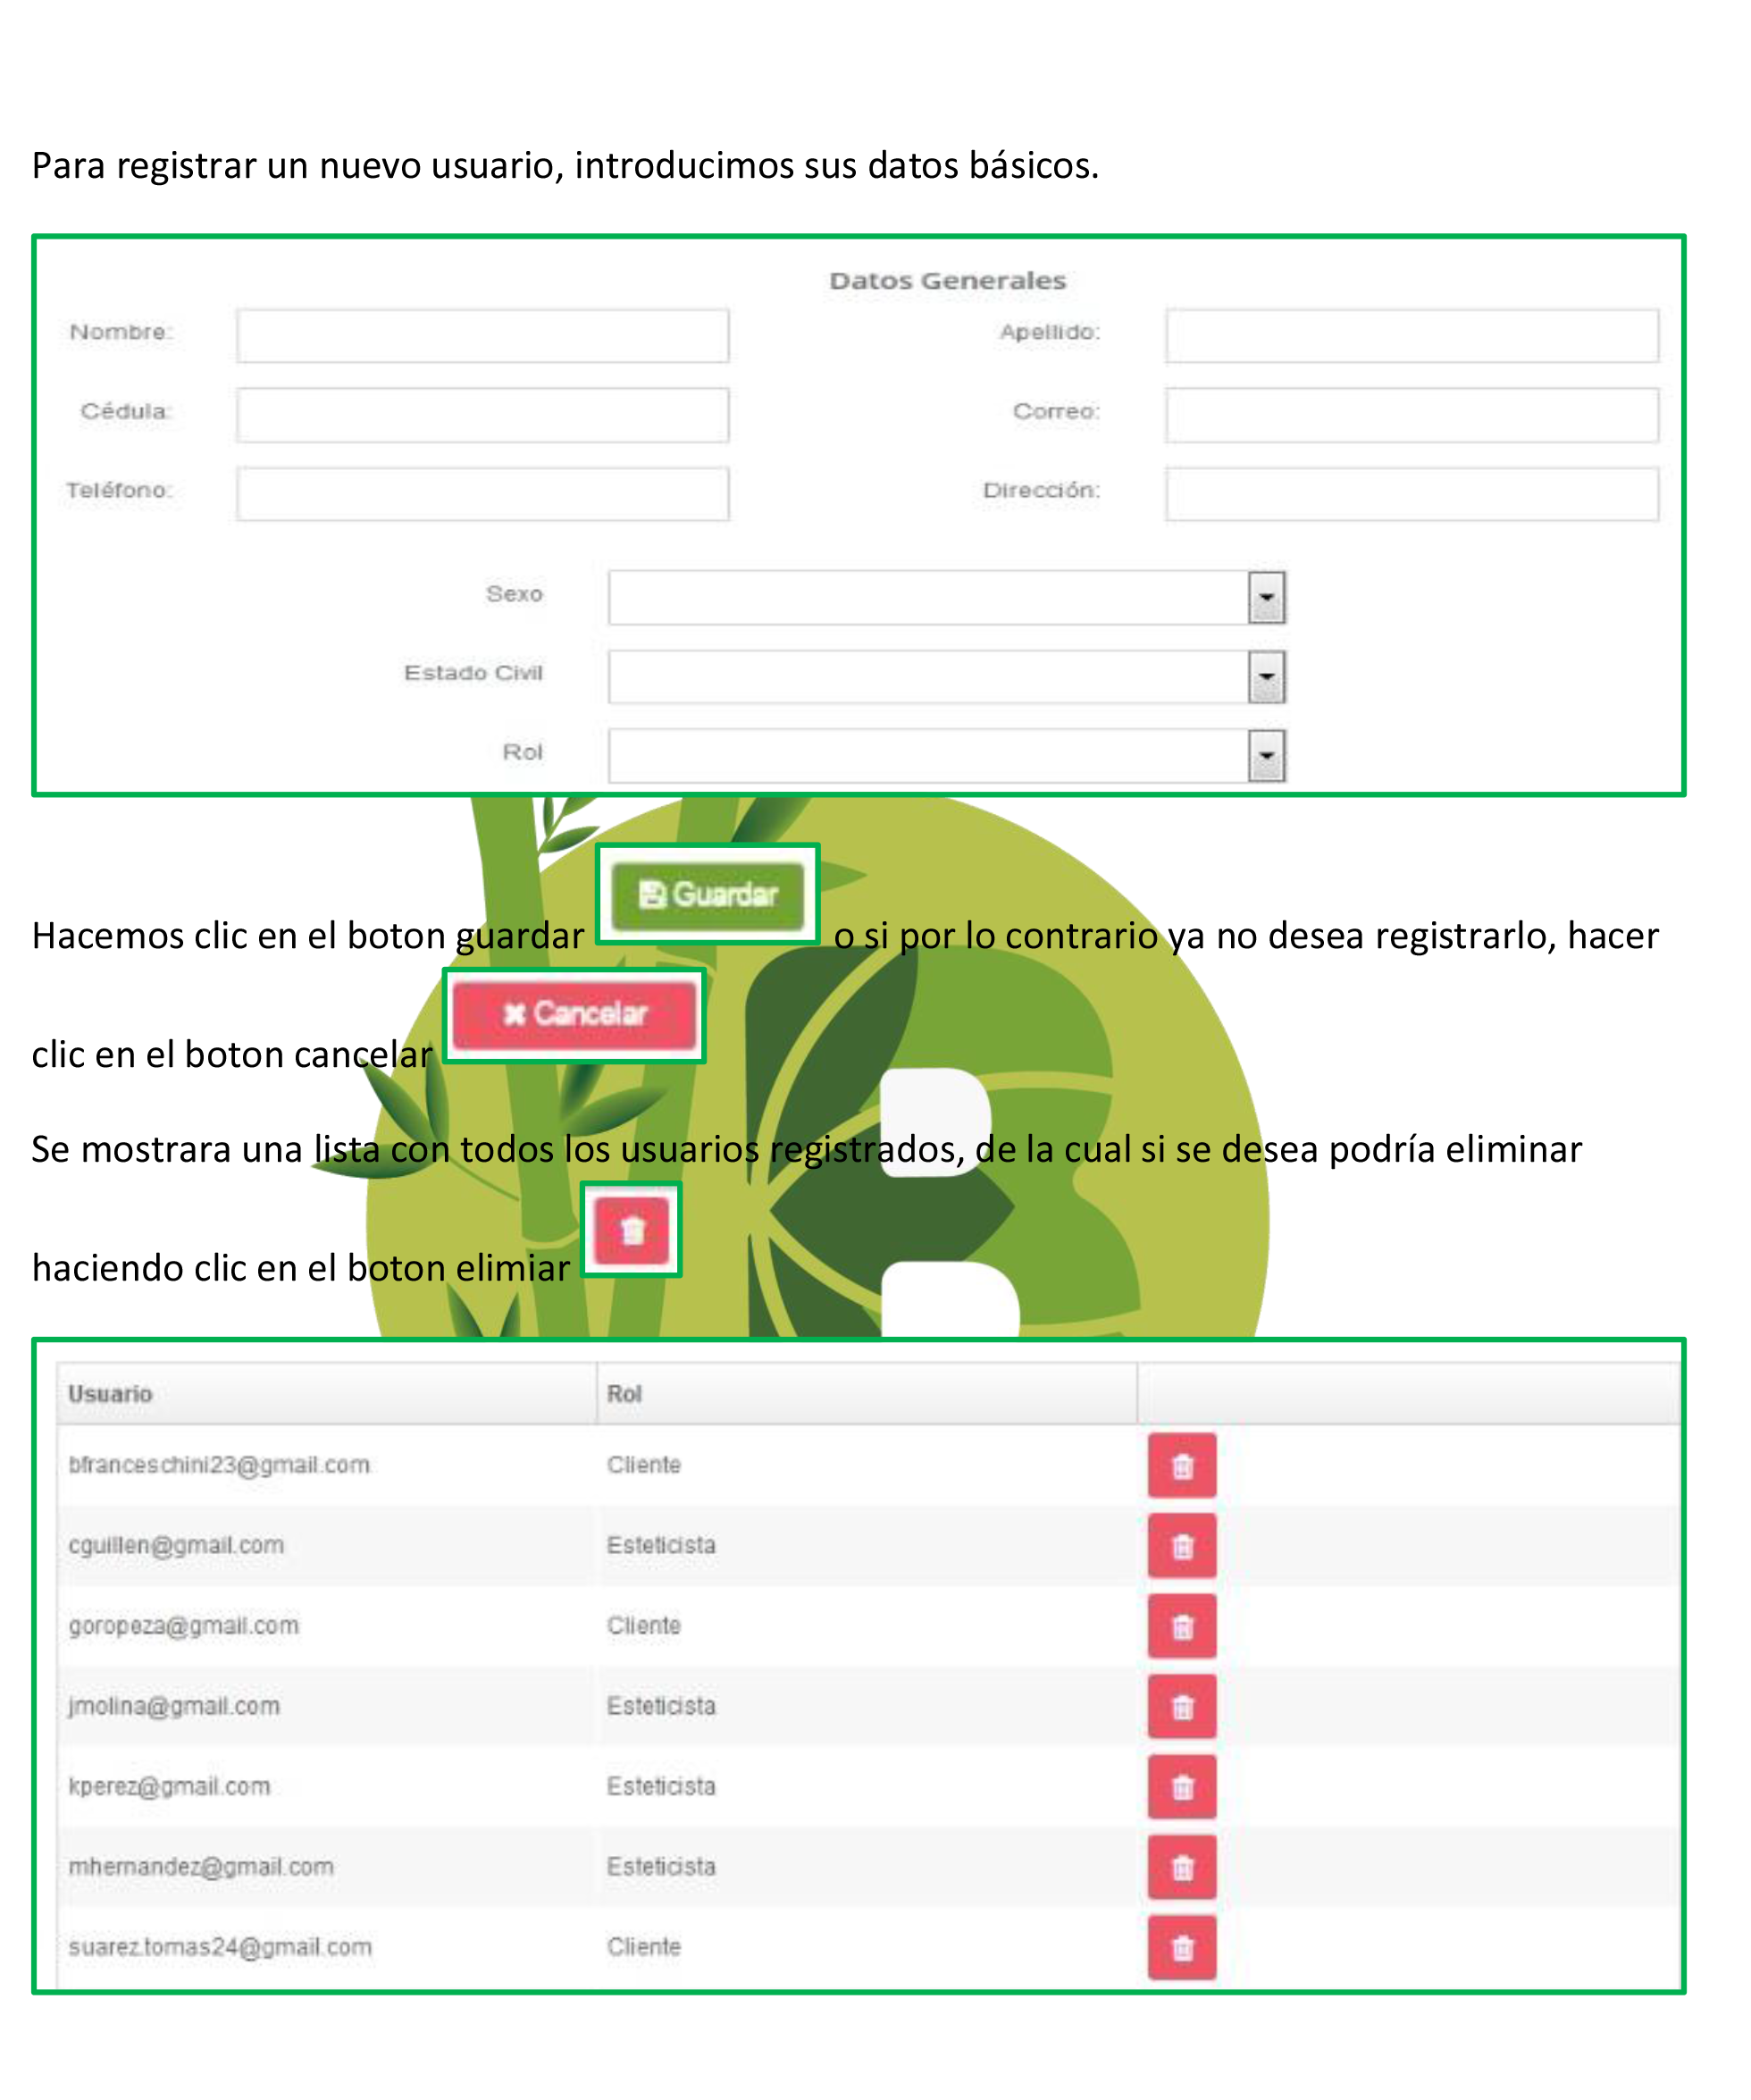 Para registrar un nuevo usuario, introducimos sus datos básicos.
Datos Generales
Nombre: Apellido:
Cédula: Correo:
Teléfono: Dirección:
Sexo
Estado Civil
Rol
Hacemos clic en el boton guardar Guardar o si por lo contrario ya no desea registrarlo, hacer
clic en el boton cancelar Cancelar
Se mostrara una lista con todos los usuarios registrados, de la cual si se desea podría eliminar
haciendo clic en el boton elimiar
Usuario Rol
bfranceschini23@gmail.com Cliente
cguillen@gmail.com Esteticista
goropeza@gmail.com Cliente
jmolina@gmail.com Esteticista
kperez@gmail.com Esteticista
mhernandez@gmail.com Esteticista
suarez.tomas24@gmail.com Cliente